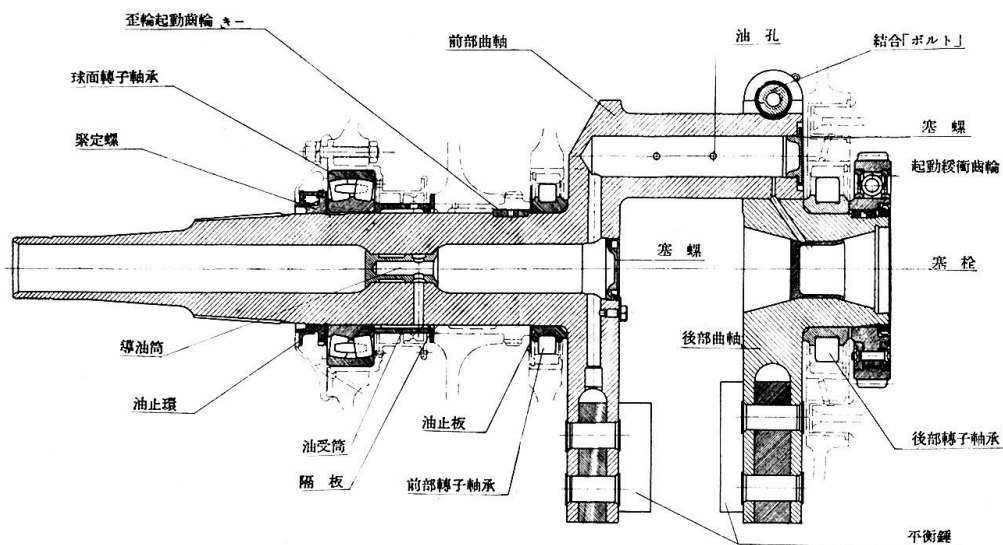 歪輪起動齒輪 キー
球面轉子軸承
緊定螺
前部曲軸
油孔
結合「ボルト」
塞螺
起動緩衝齒輪
塞螺
塞栓
導油筒
油止環
油受筒
隔板
油止板
前部轉子軸承
後部曲軸
後部轉子軸承
平衡錘